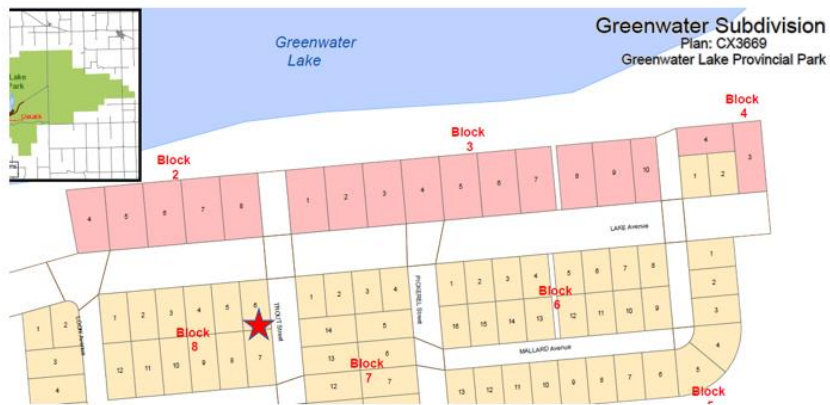 Greenwater Subdivision
Plan: CX3669
Greenwater Lake Provincial Park
Greenwater
Lake
Lake
Park
Block
4
Block
3
Block
2
4
3
1 2
4 5 6 7 8
1 2 3 4 5 6 7 8 9 10
LAKE Avenue
1 2 3 4 5 6 7 8
16 15 14 13 12 11 10 9
Block
6
1
2
3
4
5
MALLARD Avenue
13 12 11 10 9 8 7 6
PICKEREL Street
1 2 3 4
14 5
13 6
12 7
Block
7
TROUT Street
1 2 3 4 5 6
12 11 10 9 8 7
Block
8
LOON Avenue
1 2
3
4
Block